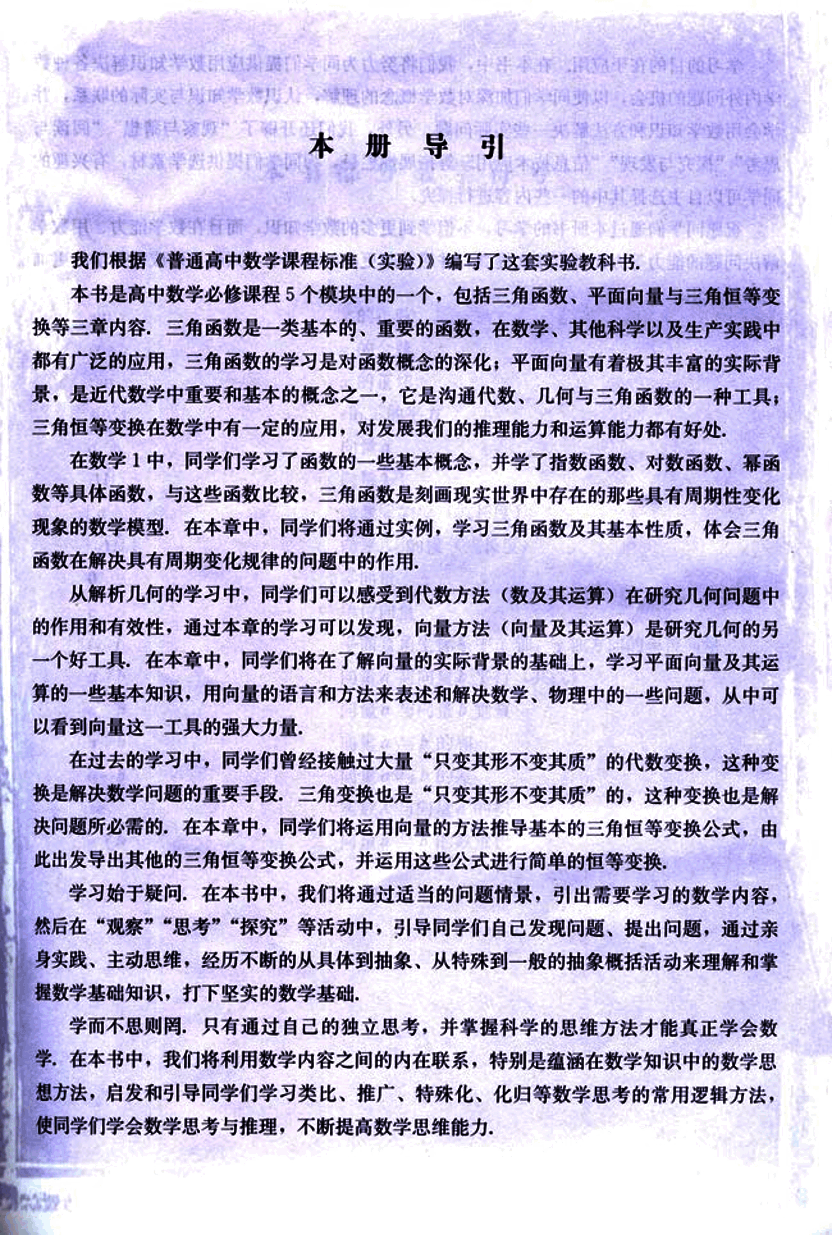 本 册 导 引
我们根据《普通高中数学课程标准（实验）》编写了这套实验教科书.
本书是高中数学必修课程 5 个模块中的一个，包括三角函数、平面向量与三角恒等变
换等三章内容. 三角函数是一类基本的、重要的函数，在数学、其他科学以及生产实践中
都有广泛的应用，三角函数的学习是对函数概念的深化；平面向量有着极其丰富的实际背
景，是近代数学中重要和基本的概念之一，它是沟通代数、几何与三角函数的一种工具；
三角恒等变换在数学中有一定的应用，对发展我们的推理能力和运算能力都有好处.
在数学 1 中，同学们学习了函数的一些基本概念，并学了指数函数、对数函数、幂函
数等具体函数，与这些函数比较，三角函数是刻画现实世界中存在的那些具有周期性变化
现象的数学模型. 在本章中，同学们将通过实例，学习三角函数及其基本性质，体会三角
函数在解决具有周期变化规律的问题中的作用.
从解析几何的学习中，同学们可以感受到代数方法（数及其运算）在研究几何问题中
的作用和有效性，通过本章的学习可以发现，向量方法（向量及其运算）是研究几何的另
一个好工具. 在本章中，同学们将在了解向量的实际背景的基础上，学习平面向量及其运
算的一些基本知识，用向量的语言和方法来表述和解决数学、物理中的一些问题，从中可
以看到向量这一工具的强大力量.
在过去的学习中，同学们曾经接触过大量“只变其形不变其质”的代数变换，这种变
换是解决数学问题的重要手段. 三角变换也是“只变其形不变其质”的，这种变换也是解
决问题所必需的. 在本章中，同学们将运用向量的方法推导基本的三角恒等变换公式，由
此出发导出其他的三角恒等变换公式，并运用这些公式进行简单的恒等变换.
学习始于疑问. 在本书中，我们将通过适当的问题情景，引出需要学习的数学内容，
然后在“观察”“思考”“探究”等活动中，引导同学们自己发现问题、提出问题，通过亲
身实践、主动思维，经历不断的从具体到抽象、从特殊到一般的抽象概括活动来理解和掌
握数学基础知识，打下坚实的数学基础.
学而不思则罔. 只有通过自己的独立思考，并掌握科学的思维方法才能真正学会数
学. 在本书中，我们将利用数学内容之间的内在联系，特别是蕴涵在数学知识中的数学思
想方法，启发和引导同学们学习类比、推广、特殊化、化归等数学思考的常用逻辑方法，
使同学们学会数学思考与推理，不断提高数学思维能力.